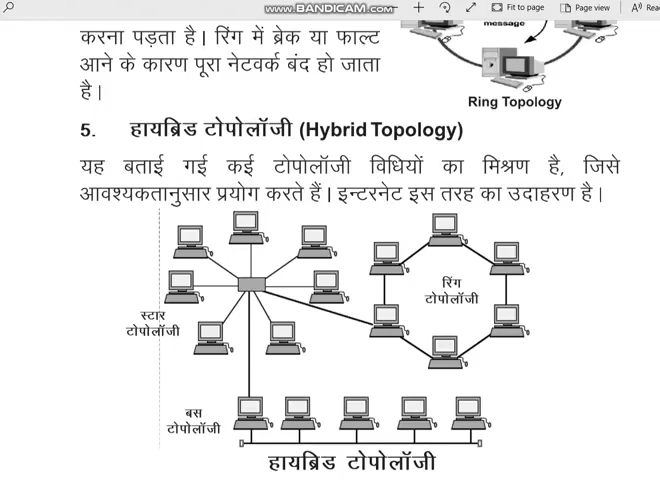 www.BANDICAM.com
Fit to page
Page view
A Rea
करना पड़ता है। रिंग में ब्रेक या फाल्ट
आने के कारण पूरा नेटवर्क बंद हो जाता
है।
message
Ring Topology
5. हायब्रिड टोपोलॉजी (Hybrid Topology)
यह बताई गई कई टोपोलॉजी विधियों का मिश्रण है, जिसे
आवश्यकतानुसार प्रयोग करते हैं। इन्टरनेट इस तरह का उदाहरण है।
रिंग
टोपोलॉजी
स्टार
टोपोलॉजी
बस
टोपोलॉजी
हायब्रिड टोपोलॉजी